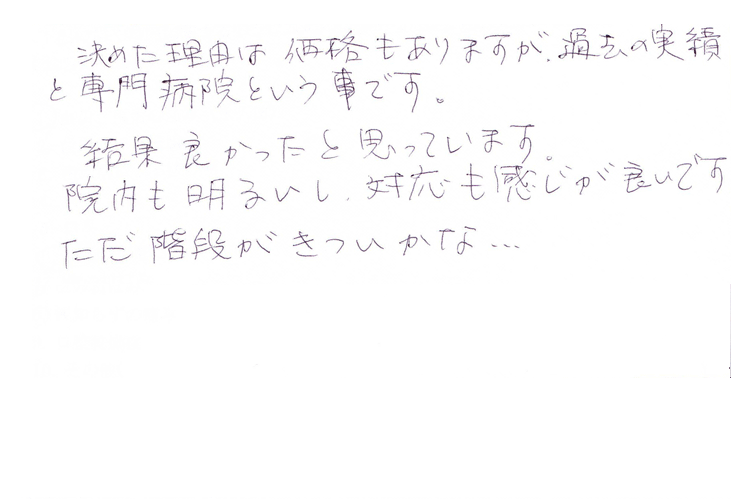 決めた理由は価格もありますが、過去の実績
と専門病院という事です。
結果良かったと思っています。
院内も明るいし、対応も感じが良いです
ただ階段がきついかな…